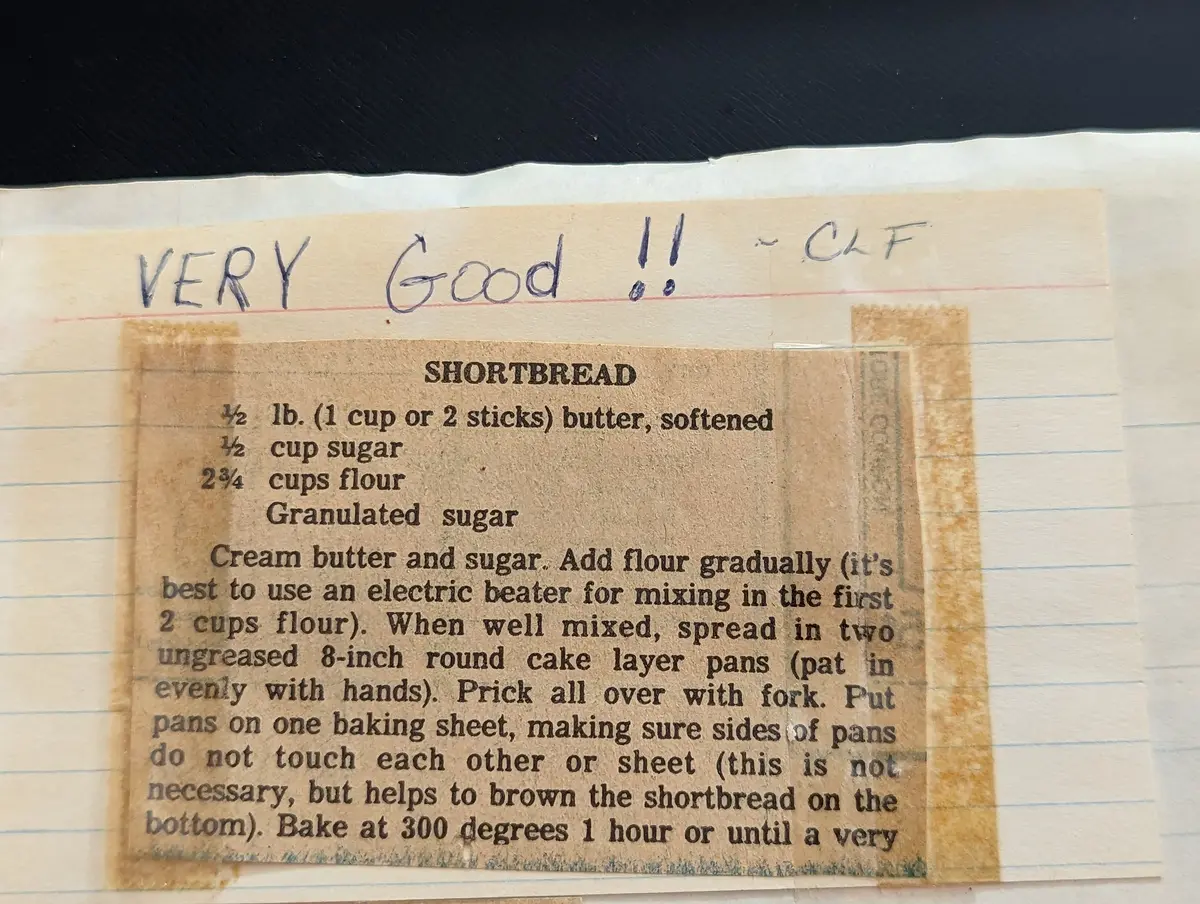 VERY Good !! ~ CLF
SHORTBREAD
½ lb. (1 cup or 2 sticks) butter, softened
½ cup sugar
2¾ cups flour
Granulated sugar
Cream butter and sugar. Add flour gradually (it's
best to use an electric beater for mixing in the first
2 cups flour). When well mixed, spread in two
ungreased 8-inch round cake layer pans (pat in
evenly with hands). Prick all over with fork. Put
pans on one baking sheet, making sure sides of pans
do not touch each other or sheet (this is not
necessary, but helps to brown the shortbread on the
bottom). Bake at 300 degrees 1 hour or until a very